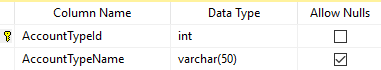 Column Name Data Type Allow Nulls
AccountTypeId int
AccountTypeName varchar(50)